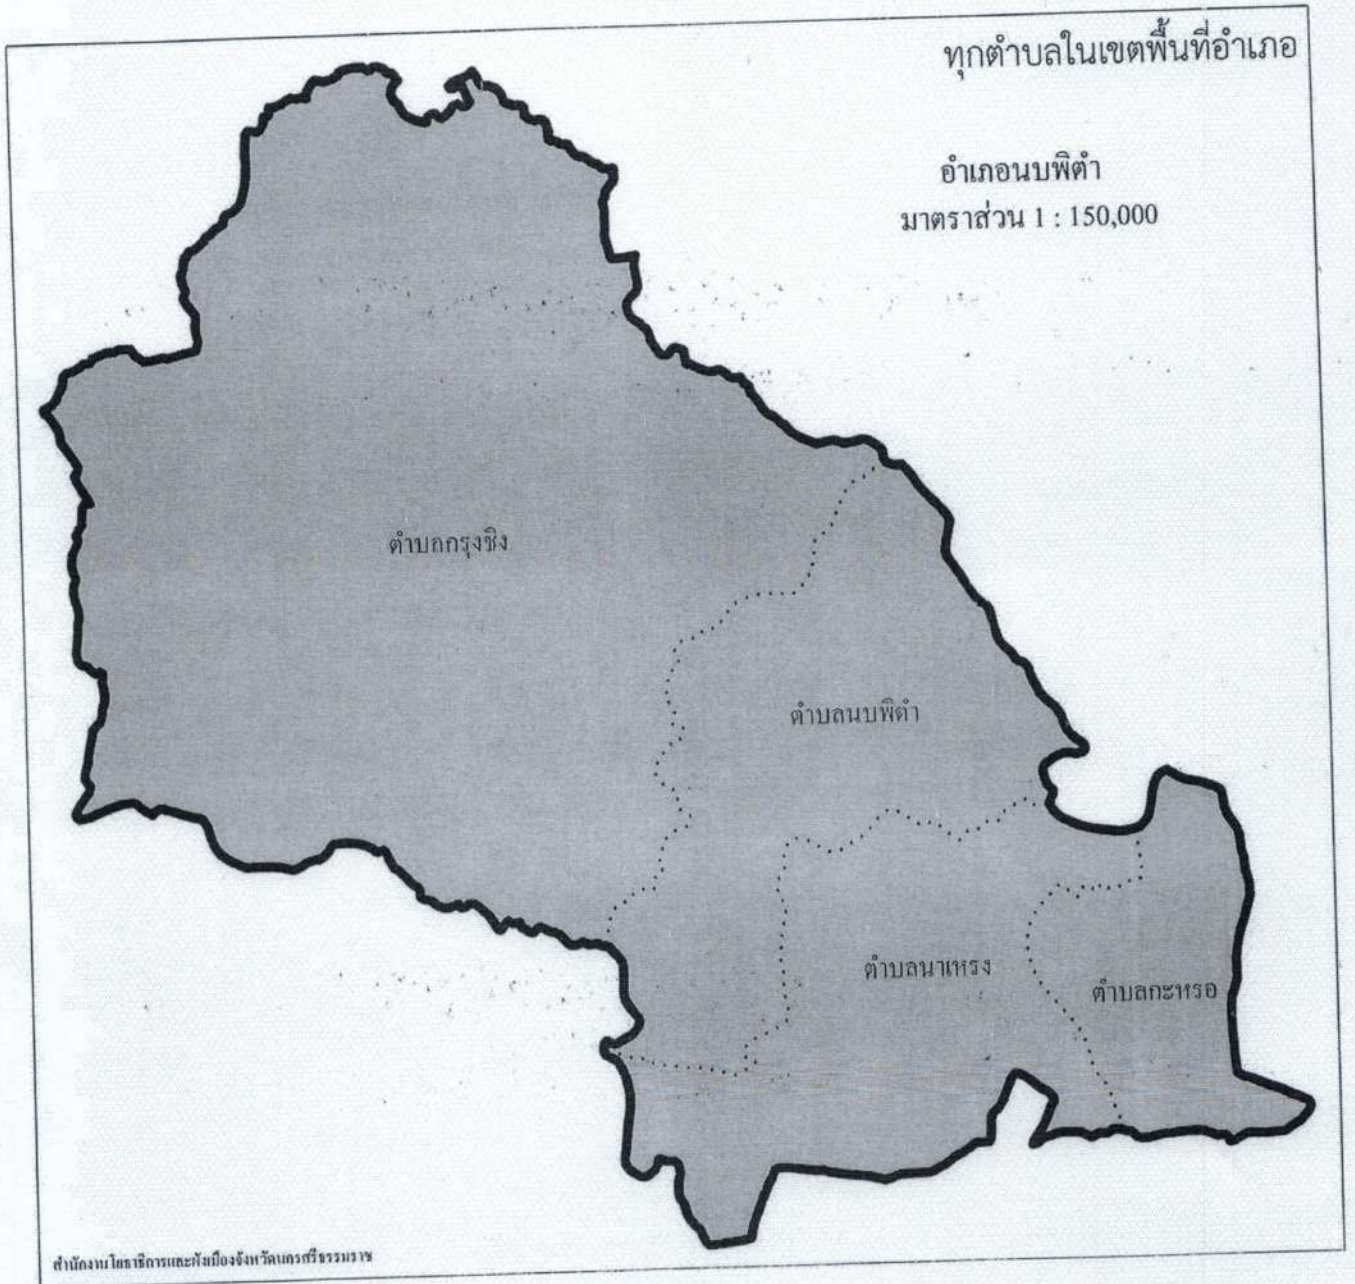 ทุกตำบลในเขตพื้นที่อำเภอ
อำเภอนบพิตำ
มาตราส่วน 1 : 150,000
ตำบลกรุงชิง
ตำบลนบพิตำ
ตำบลนาเหรง
ตำบลกะหรอ
สำนักงานโยธาธิการและผังเมืองจังหวัดนครศรีธรรมราช